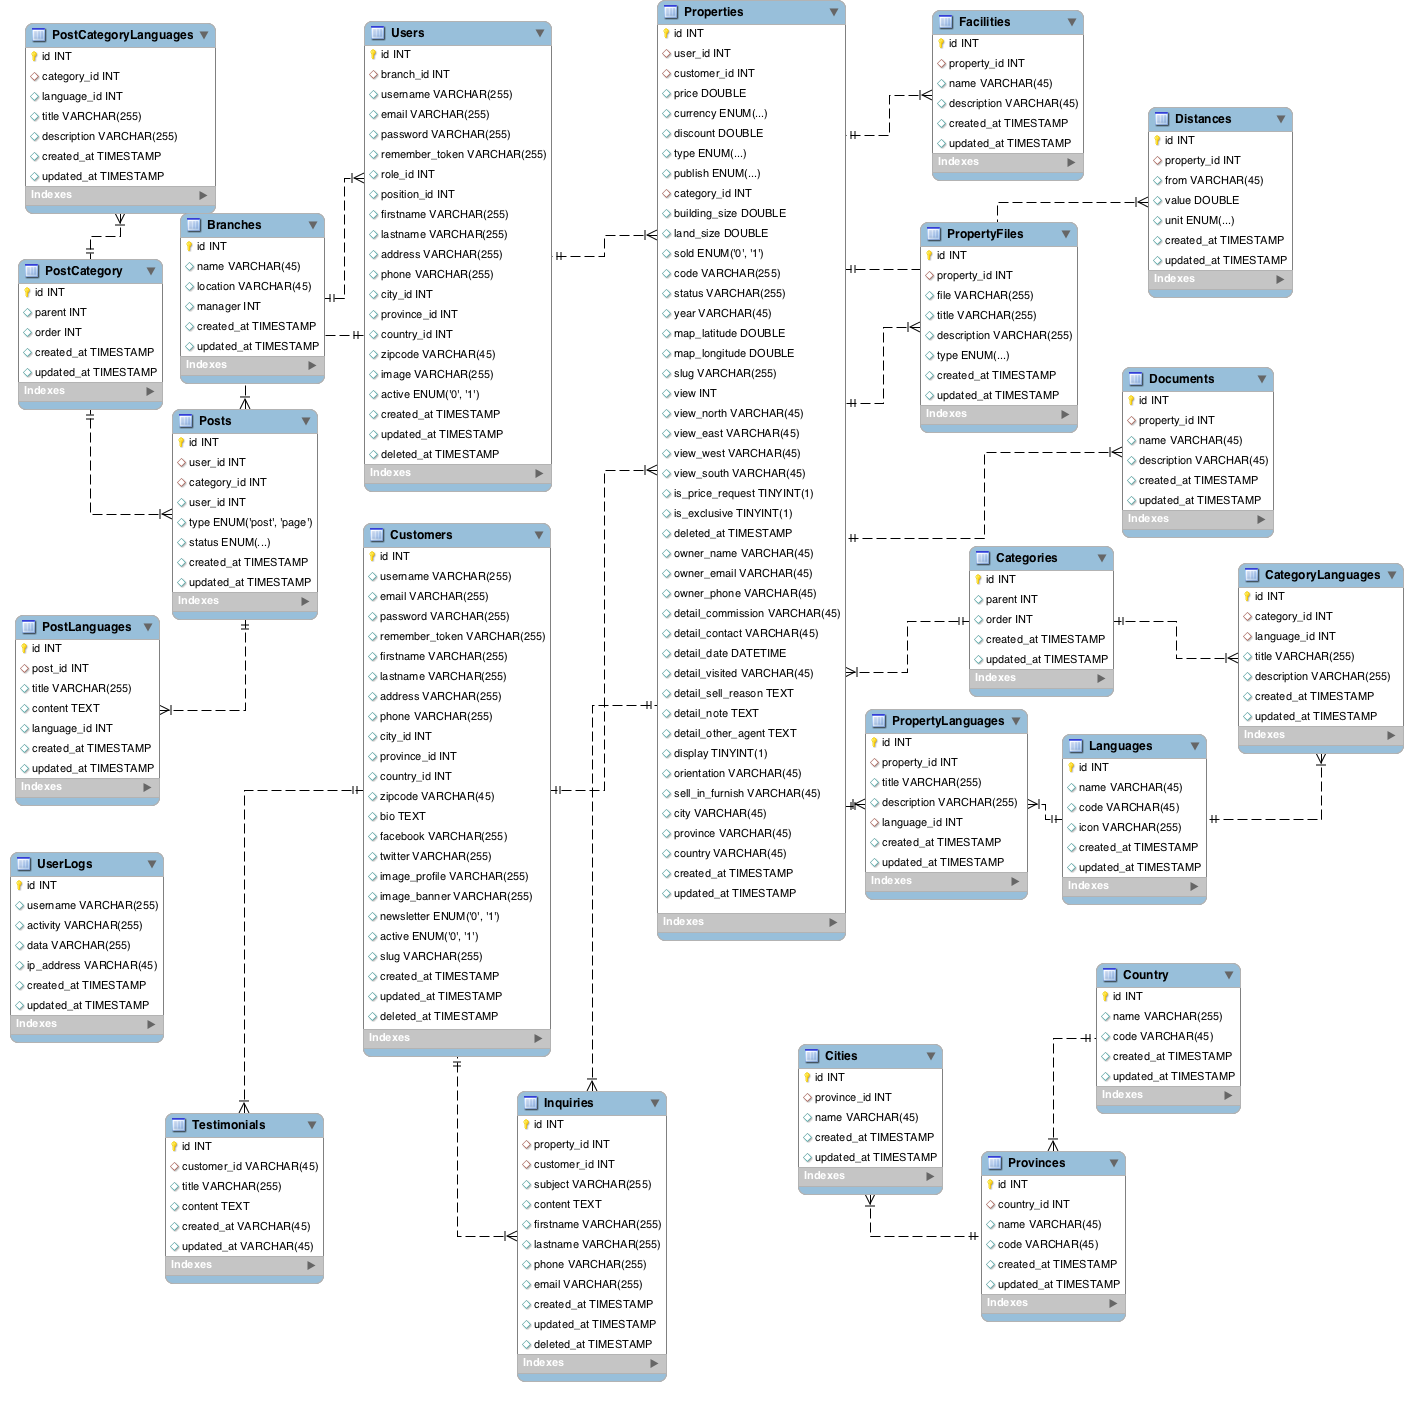 PostCategoryLanguages
id INT
category_id INT
language_id INT
title VARCHAR(255)
description VARCHAR(255)
created_at TIMESTAMP
updated_at TIMESTAMP
Indexes
Branches
id INT
name VARCHAR(45)
location VARCHAR(45)
manager INT
created_at TIMESTAMP
updated_at TIMESTAMP
Indexes
PostCategory
id INT
parent INT
order INT
created_at TIMESTAMP
updated_at TIMESTAMP
Indexes
Posts
id INT
user_id INT
category_id INT
user_id INT
type ENUM('post', 'page')
status ENUM(...)
created_at TIMESTAMP
updated_at TIMESTAMP
Indexes
PostLanguages
id INT
post_id INT
title VARCHAR(255)
content TEXT
language_id INT
created_at TIMESTAMP
updated_at TIMESTAMP
Indexes
UserLogs
id INT
username VARCHAR(255)
activity VARCHAR(255)
data VARCHAR(255)
ip_address VARCHAR(45)
created_at TIMESTAMP
updated_at TIMESTAMP
Indexes
Testimonials
id INT
customer_id VARCHAR(45)
title VARCHAR(255)
content TEXT
created_at VARCHAR(45)
updated_at VARCHAR(45)
Indexes
Users
id INT
branch_id INT
username VARCHAR(255)
email VARCHAR(255)
password VARCHAR(255)
remember_token VARCHAR(255)
role_id INT
position_id INT
firstname VARCHAR(255)
lastname VARCHAR(255)
address VARCHAR(255)
phone VARCHAR(255)
city_id INT
province_id INT
country_id INT
zipcode VARCHAR(45)
image VARCHAR(255)
active ENUM('0', '1')
created_at TIMESTAMP
updated_at TIMESTAMP
deleted_at TIMESTAMP
Indexes
Customers
id INT
username VARCHAR(255)
email VARCHAR(255)
password VARCHAR(255)
remember_token VARCHAR(255)
firstname VARCHAR(255)
lastname VARCHAR(255)
address VARCHAR(255)
phone VARCHAR(255)
city_id INT
province_id INT
country_id INT
zipcode VARCHAR(45)
bio TEXT
facebook VARCHAR(255)
twitter VARCHAR(255)
image_profile VARCHAR(255)
image_banner VARCHAR(255)
newsletter ENUM('0', '1')
active ENUM('0', '1')
slug VARCHAR(255)
created_at TIMESTAMP
updated_at TIMESTAMP
deleted_at TIMESTAMP
Indexes
Inquiries
id INT
property_id INT
customer_id INT
subject VARCHAR(255)
content TEXT
firstname VARCHAR(255)
lastname VARCHAR(255)
phone VARCHAR(255)
email VARCHAR(255)
created_at TIMESTAMP
updated_at TIMESTAMP
deleted_at TIMESTAMP
Indexes
Properties
id INT
user_id INT
customer_id INT
price DOUBLE
currency ENUM(...)
discount DOUBLE
type ENUM(...)
publish ENUM(...)
category_id INT
building_size DOUBLE
land_size DOUBLE
sold ENUM('0', '1')
code VARCHAR(255)
status VARCHAR(255)
year VARCHAR(45)
map_latitude DOUBLE
map_longitude DOUBLE
slug VARCHAR(255)
view INT
view_north VARCHAR(45)
view_east VARCHAR(45)
view_west VARCHAR(45)
view_south VARCHAR(45)
is_price_request TINYINT(1)
is_exclusive TINYINT(1)
deleted_at TIMESTAMP
owner_name VARCHAR(45)
owner_email VARCHAR(45)
owner_phone VARCHAR(45)
detail_commission VARCHAR(45)
detail_contact VARCHAR(45)
detail_date DATETIME
detail_visited VARCHAR(45)
detail_sell_reason TEXT
detail_note TEXT
detail_other_agent TEXT
display TINYINT(1)
orientation VARCHAR(45)
sell_in_furnish VARCHAR(45)
city VARCHAR(45)
province VARCHAR(45)
country VARCHAR(45)
created_at TIMESTAMP
updated_at TIMESTAMP
Indexes
Facilities
id INT
property_id INT
name VARCHAR(45)
description VARCHAR(45)
created_at TIMESTAMP
updated_at TIMESTAMP
Indexes
Distances
id INT
property_id INT
from VARCHAR(45)
value DOUBLE
unit ENUM(...)
created_at TIMESTAMP
updated_at TIMESTAMP
Indexes
PropertyFiles
id INT
property_id INT
file VARCHAR(255)
title VARCHAR(255)
description VARCHAR(255)
type ENUM(...)
created_at TIMESTAMP
updated_at TIMESTAMP
Indexes
Documents
id INT
property_id INT
name VARCHAR(45)
description VARCHAR(45)
created_at TIMESTAMP
updated_at TIMESTAMP
Indexes
Categories
id INT
parent INT
order INT
created_at TIMESTAMP
updated_at TIMESTAMP
Indexes
CategoryLanguages
id INT
category_id INT
language_id INT
title VARCHAR(255)
description VARCHAR(255)
created_at TIMESTAMP
updated_at TIMESTAMP
Indexes
PropertyLanguages
id INT
property_id INT
title VARCHAR(255)
description VARCHAR(255)
language_id INT
created_at TIMESTAMP
updated_at TIMESTAMP
Indexes
Languages
id INT
name VARCHAR(45)
code VARCHAR(45)
icon VARCHAR(255)
created_at TIMESTAMP
updated_at TIMESTAMP
Indexes
Country
id INT
name VARCHAR(255)
code VARCHAR(45)
created_at TIMESTAMP
updated_at TIMESTAMP
Indexes
Cities
id INT
province_id INT
name VARCHAR(45)
created_at TIMESTAMP
updated_at TIMESTAMP
Indexes
Provinces
id INT
country_id INT
name VARCHAR(45)
code VARCHAR(45)
created_at TIMESTAMP
updated_at TIMESTAMP
Indexes